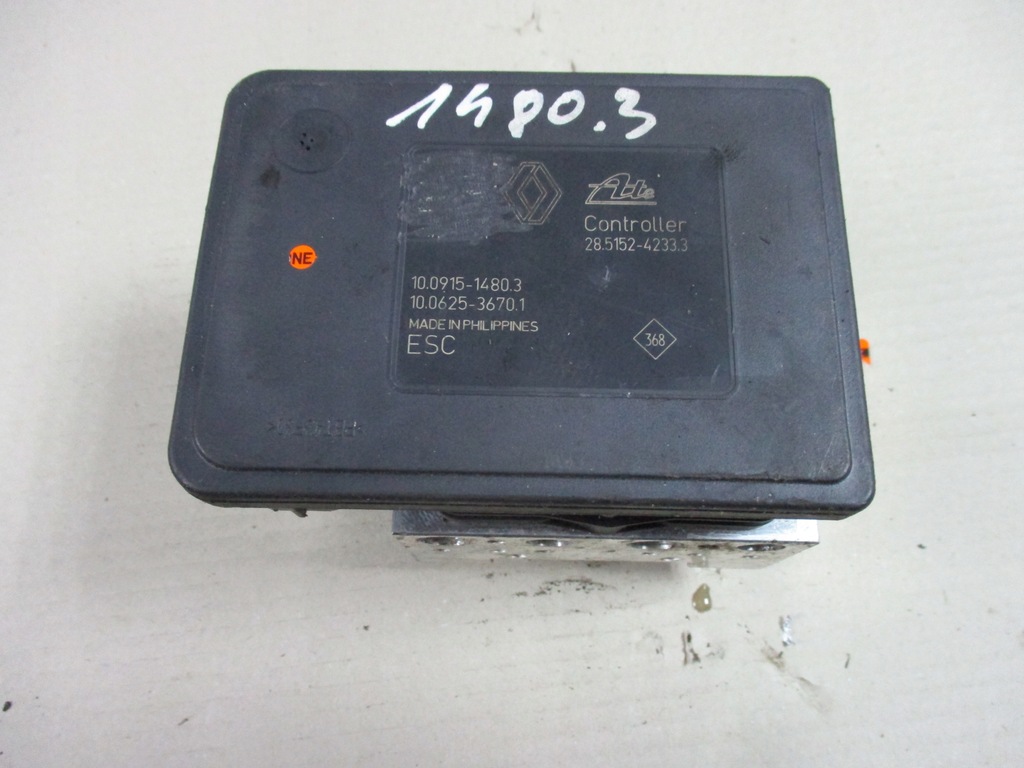 1480.3
Ate
Controller
28.5152-4233.3
NE
10.0915-1480.3
10.0625-3670.1
MADE IN PHILIPPINES
ESC
368